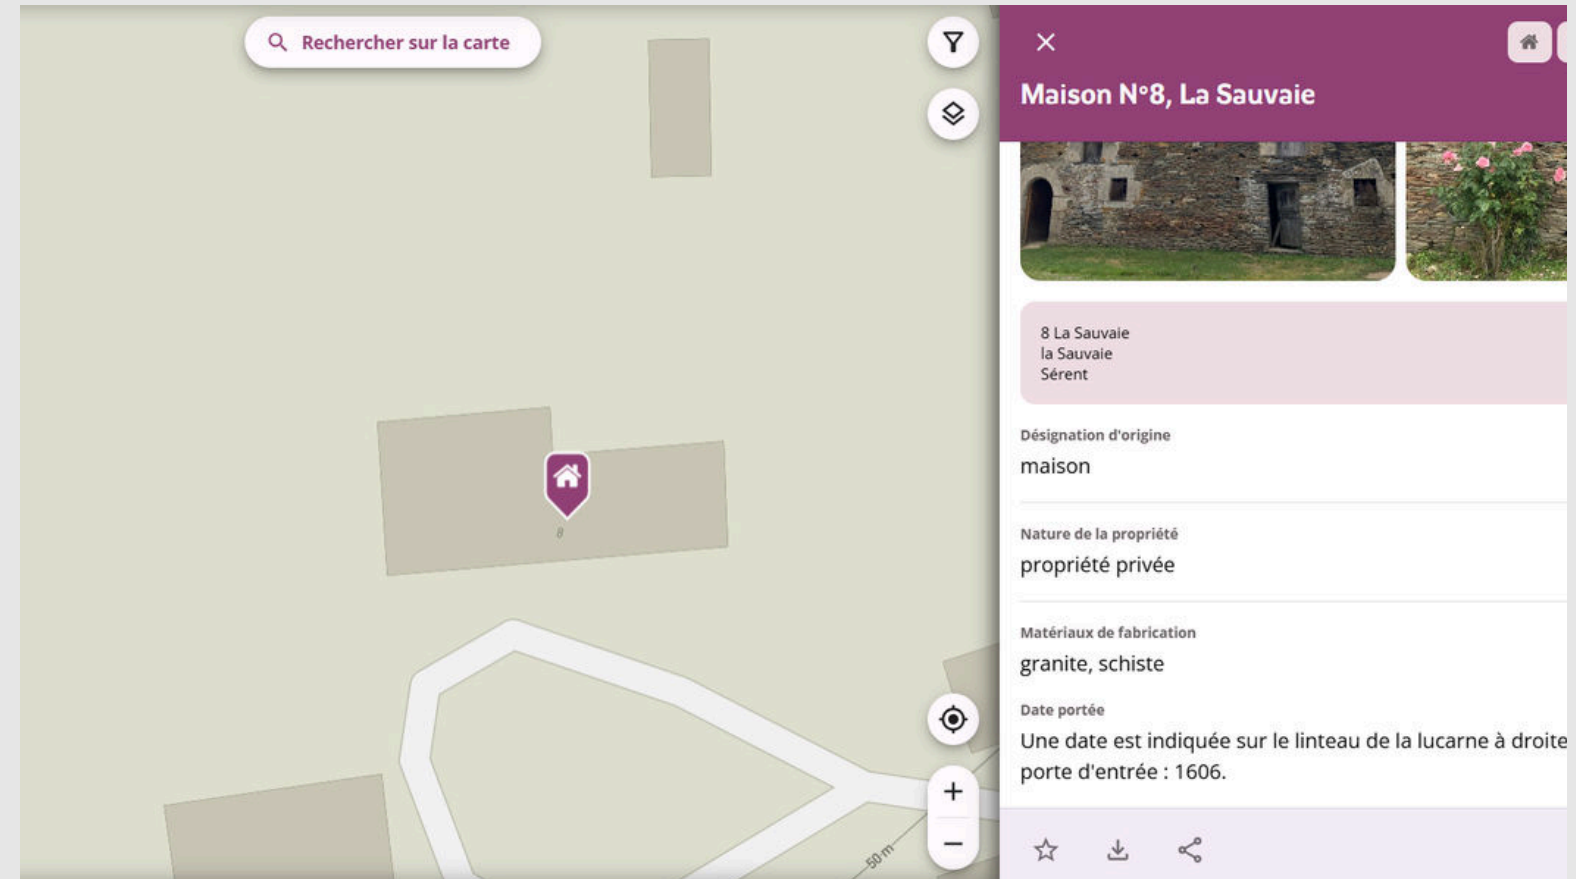 Rechercher sur la carte
Maison N°8, La Sauvaie
8 La Sauvaie
la Sauvaie
Sérent
Désignation d'origine
maison
Nature de la propriété
propriété privée
Matériaux de fabrication
granite, schiste
Date portée
Une date est indiquée sur le linteau de la lucarne à droite
porte d'entrée : 1606.
8
50 m